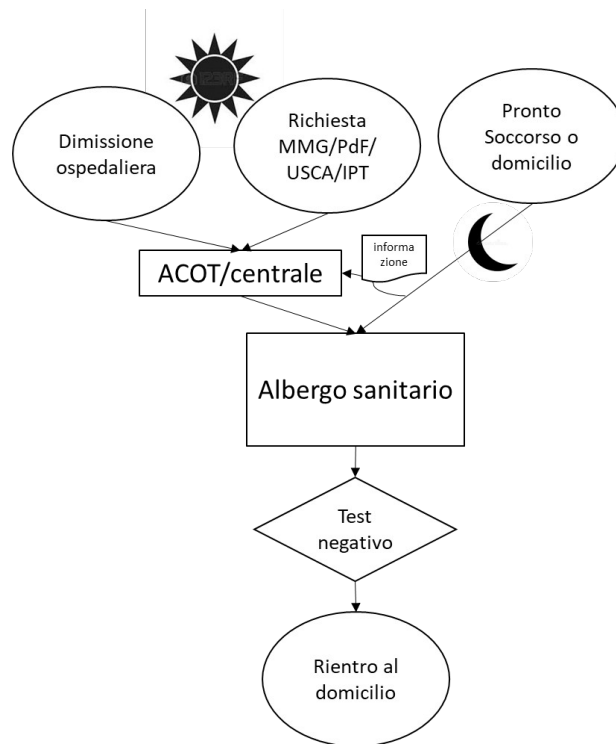 Dimissione
ospedaliera
Richiesta
MMG/PdF/
USCA/IPT
Pronto
Soccorso o
domicilio
informa
zione
ACOT/centrale
Albergo sanitario
Test
negativo
Rientro al
domicilio